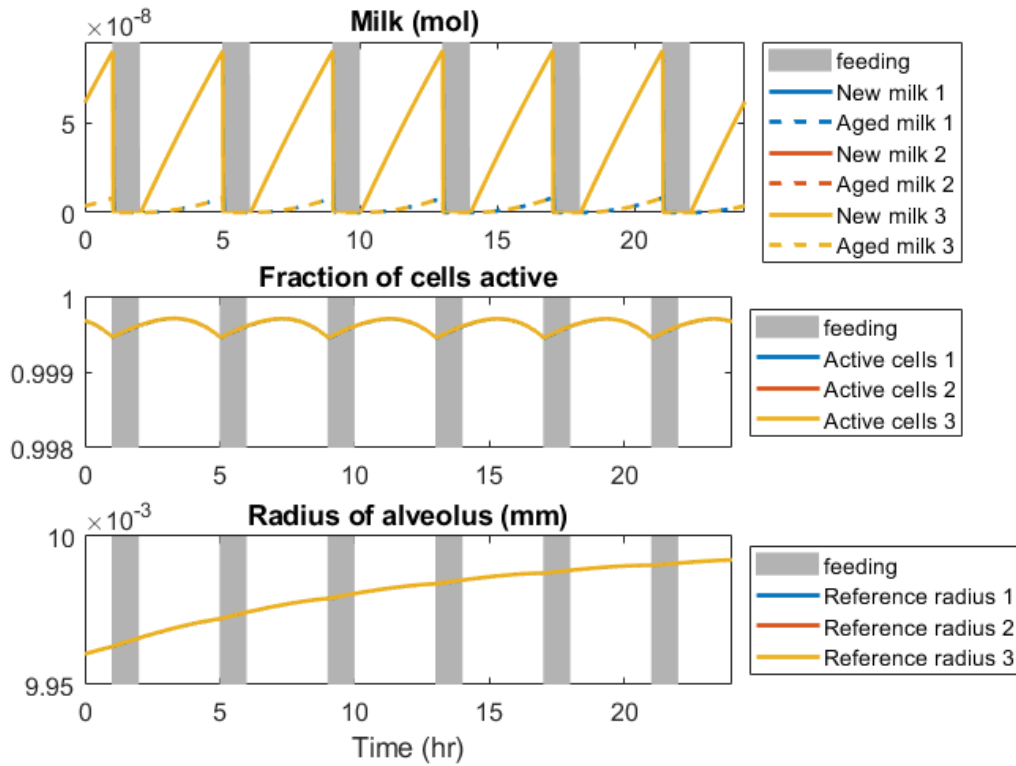 ×10⁻⁸
Milk (mol)
5
0
0
5
10
15
20
feeding
New milk 1
Aged milk 1
New milk 2
Aged milk 2
New milk 3
Aged milk 3
Fraction of cells active
1
0.999
0.998
0
5
10
15
20
feeding
Active cells 1
Active cells 2
Active cells 3
10
×10⁻³
Radius of alveolus (mm)
9.95
0
5
10
15
20
Time (hr)
feeding
Reference radius 1
Reference radius 2
Reference radius 3